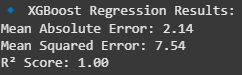 🔹 XGBoost Regression Results:
Mean Absolute Error: 2.14
Mean Squared Error: 7.54
R² Score: 1.00